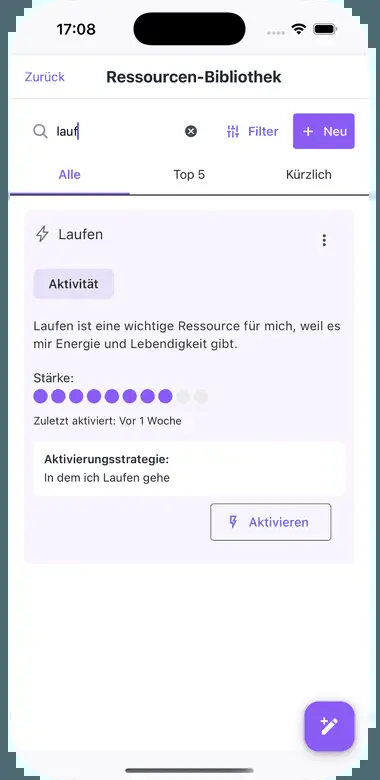 17:08
Zurück
Ressourcen-Bibliothek
lauf
Filter
+ Neu
Alle
Top 5
Kürzlich
Laufen
Aktivität
Laufen ist eine wichtige Ressource für mich, weil es
mir Energie und Lebendigkeit gibt.
Stärke:
Zuletzt aktiviert: Vor 1 Woche
Aktivierungsstrategie:
In dem ich Laufen gehe
Aktivieren